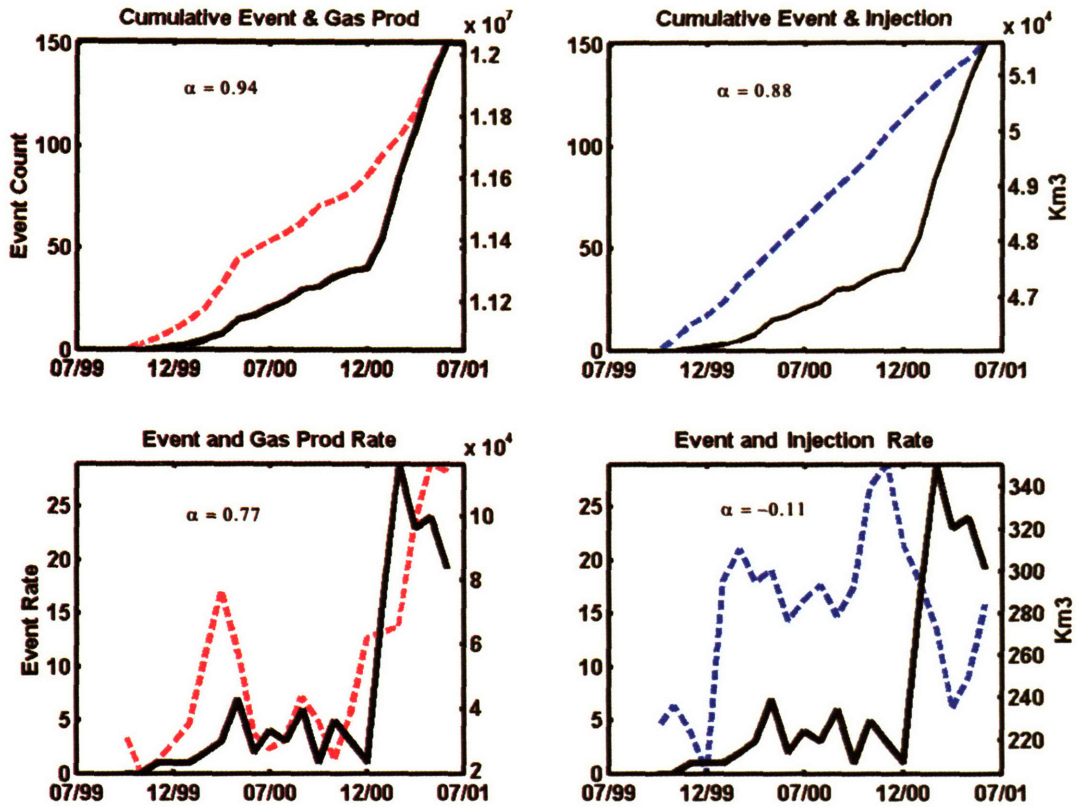 Cumulative Event & Gas Prod
x 10^7
150
100
50
0
Event Count
α = 0.94
1.2
1.18
1.16
1.14
1.12
07/99 12/99 07/00 12/00 07/01
Cumulative Event & Injection
x 10^4
150
100
50
0
α = 0.88
5.1
5
4.9
4.8
4.7
Km3
07/99 12/99 07/00 12/00 07/01
Event and Gas Prod Rate
x 10^4
25
20
15
10
5
0
Event Rate
α = 0.77
10
8
6
4
2
07/99 12/99 07/00 12/00 07/01
Event and Injection Rate
25
20
15
10
5
0
α = –0.11
340
320
300
280
260
240
220
Km3
07/99 12/99 07/00 12/00 07/01